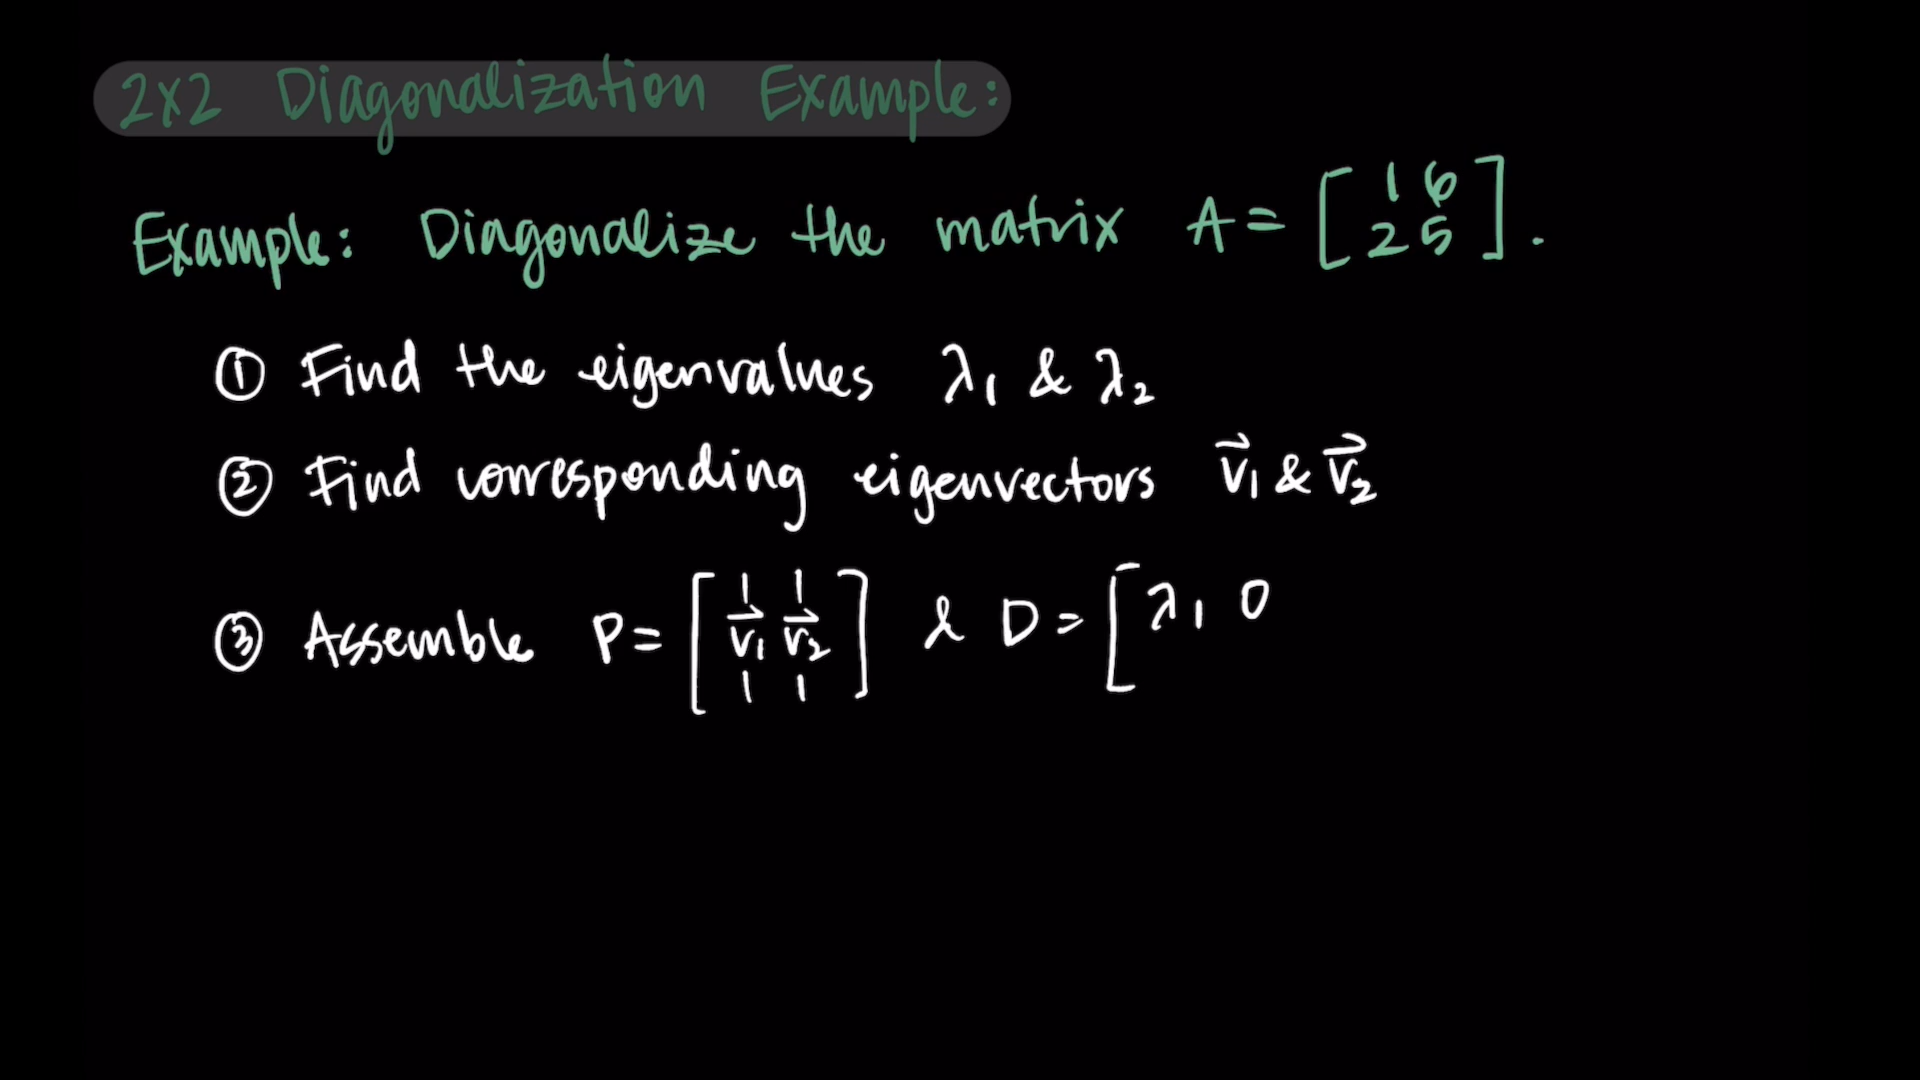 2x2 Diagonalization Example:
Example: Diagonalize the matrix A = [ 1 6
2 5 ].
① Find the eigenvalues λ₁ & λ₂
② Find corresponding eigenvectors v⃗₁ & v⃗₂
③ Assemble P = [ | |
v⃗₁ v⃗₂
| | ] & D = [ λ₁ 0